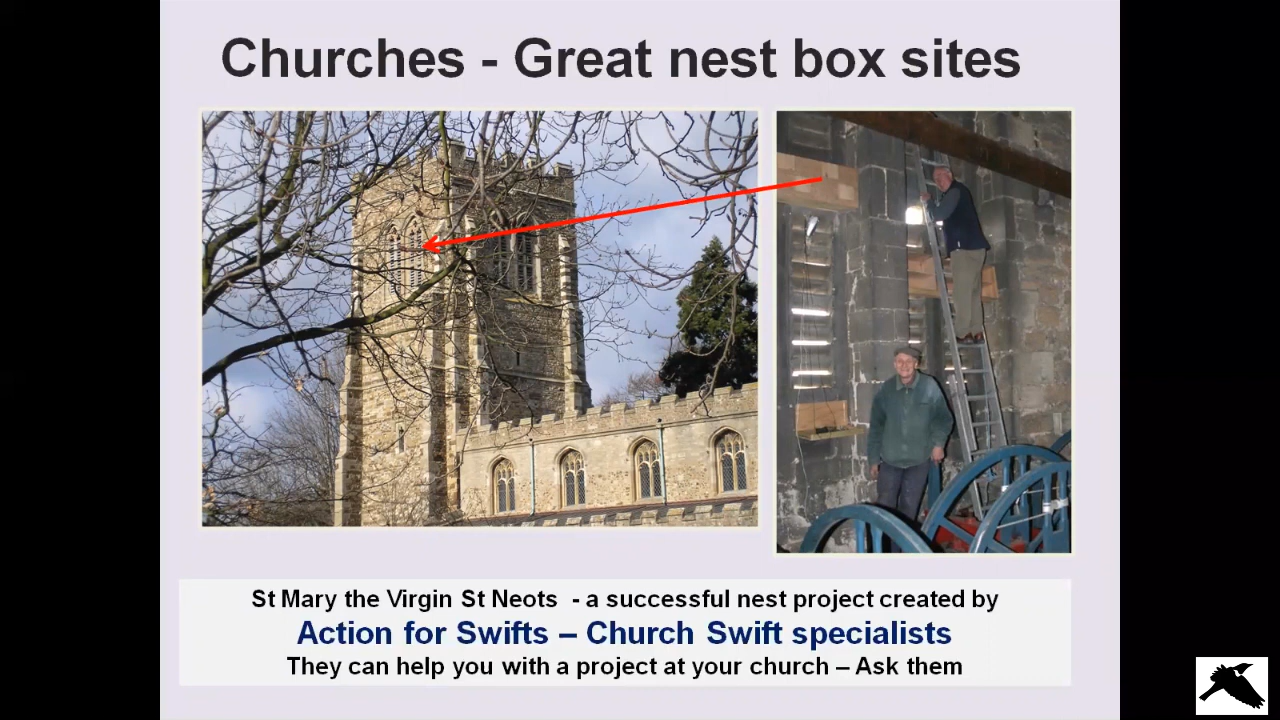 Churches - Great nest box sites
St Mary the Virgin St Neots - a successful nest project created by
Action for Swifts – Church Swift specialists
They can help you with a project at your church – Ask them